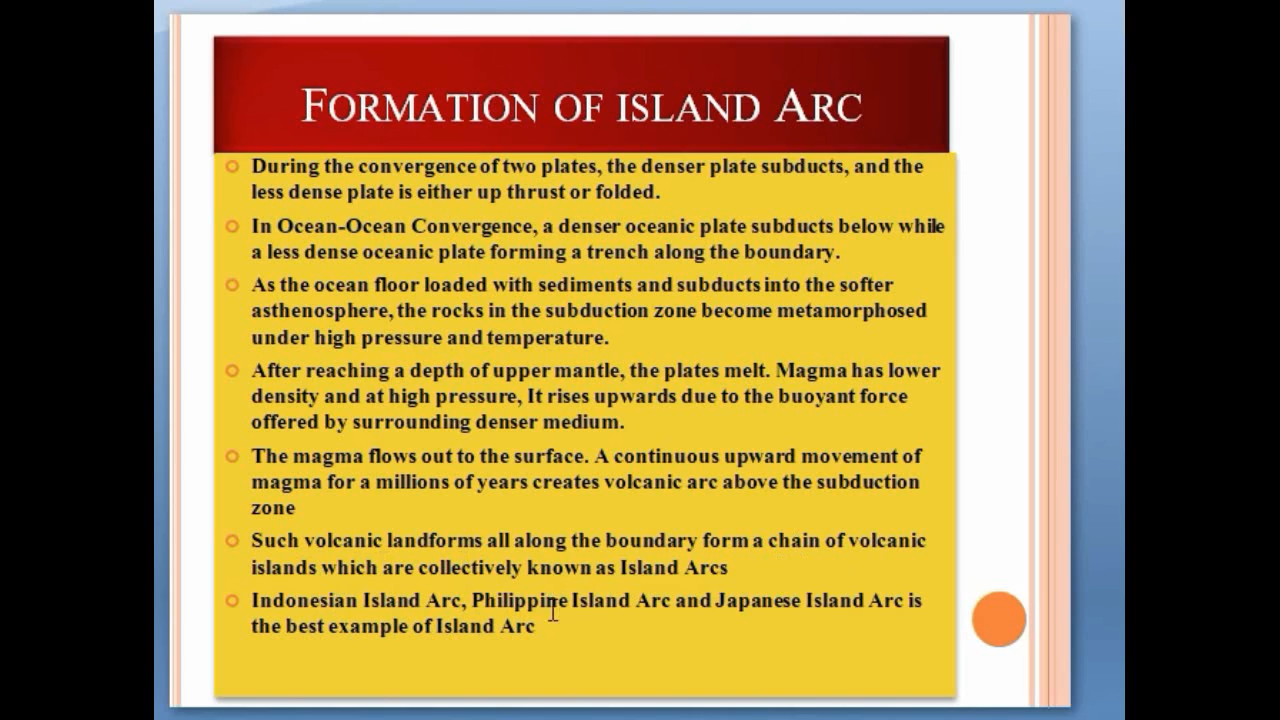 FORMATION OF ISLAND ARC
During the convergence of two plates, the denser plate subducts, and the
less dense plate is either up thrust or folded.
In Ocean-Ocean Convergence, a denser oceanic plate subducts below while
a less dense oceanic plate forming a trench along the boundary.
As the ocean floor loaded with sediments and subducts into the softer
asthenosphere, the rocks in the subduction zone become metamorphosed
under high pressure and temperature.
After reaching a depth of upper mantle, the plates melt. Magma has lower
density and at high pressure, It rises upwards due to the buoyant force
offered by surrounding denser medium.
The magma flows out to the surface. A continuous upward movement of
magma for a millions of years creates volcanic arc above the subduction
zone
Such volcanic landforms all along the boundary form a chain of volcanic
islands which are collectively known as Island Arcs
Indonesian Island Arc, Philippine Island Arc and Japanese Island Arc is
the best example of Island Arc